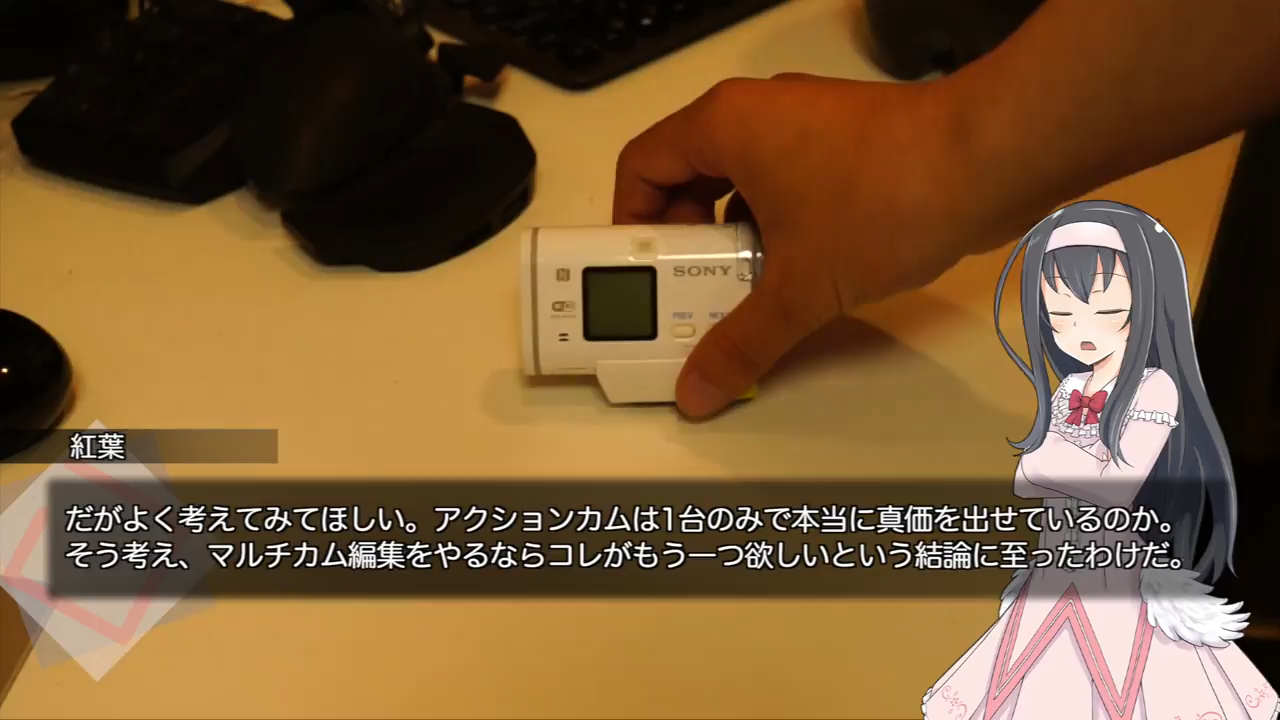 SONY
PREV
紅葉
だがよく考えてみてほしい。アクションカムは1台のみで本当に真価を出せているのか。
そう考え、マルチカム編集をやるならコレがもう一つ欲しいという結論に至ったわけだ。